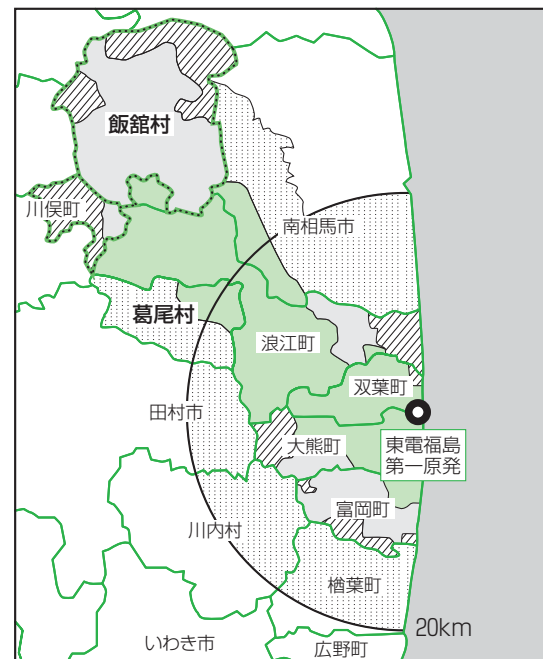 飯舘村
川俣町
南相馬市
葛尾村
浪江町
双葉町
田村市
大熊町
東電福島
第一原発
富岡町
川内村
楢葉町
20km
いわき市
広野町